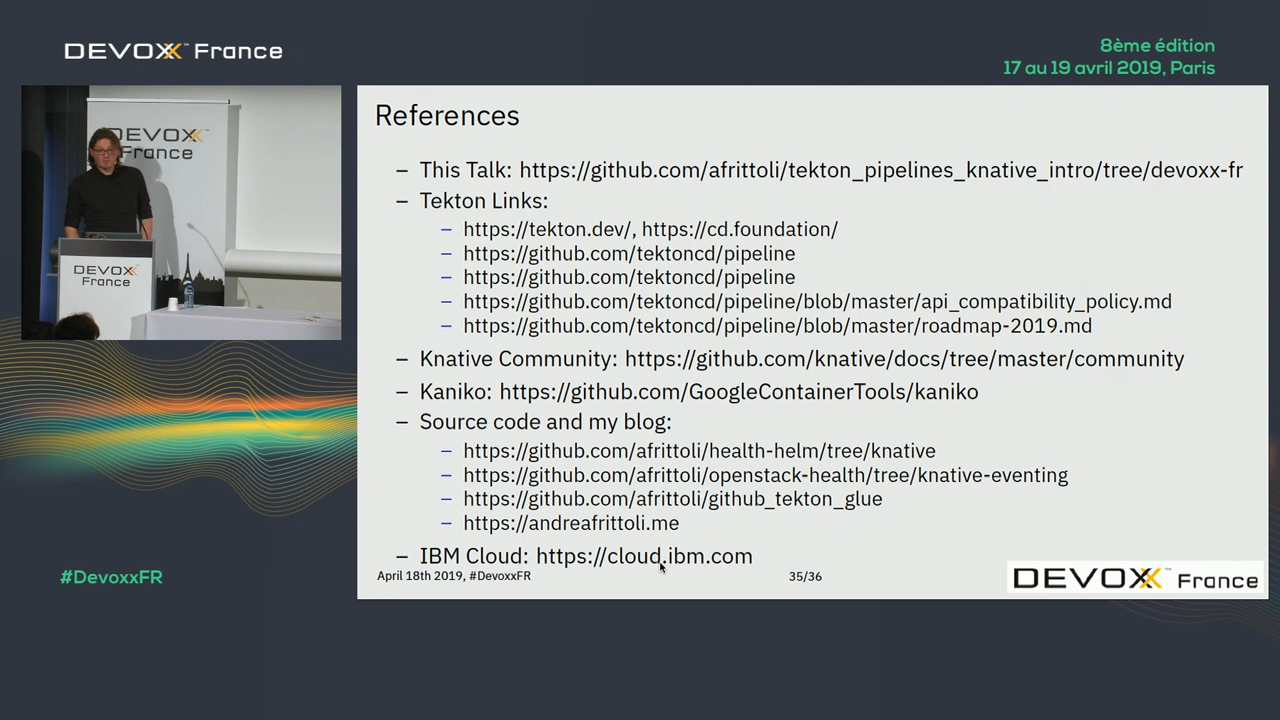 DEVOXX™ France
8ème édition
17 au 19 avril 2019, Paris
DEVOXX™
France
DEVOXX
France
References
– This Talk: https://github.com/afrittoli/tekton_pipelines_knative_intro/tree/devoxx-fr
– Tekton Links:
– https://tekton.dev/, https://cd.foundation/
– https://github.com/tektoncd/pipeline
– https://github.com/tektoncd/pipeline
– https://github.com/tektoncd/pipeline/blob/master/api_compatibility_policy.md
– https://github.com/tektoncd/pipeline/blob/master/roadmap-2019.md
– Knative Community: https://github.com/knative/docs/tree/master/community
– Kaniko: https://github.com/GoogleContainerTools/kaniko
– Source code and my blog:
– https://github.com/afrittoli/health-helm/tree/knative
– https://github.com/afrittoli/openstack-health/tree/knative-eventing
– https://github.com/afrittoli/github_tekton_glue
– https://andreafrittoli.me
– IBM Cloud: https://cloud.ibm.com
April 18th 2019, #DevoxxFR
35/36
DEVOXX™ France
#DevoxxFR